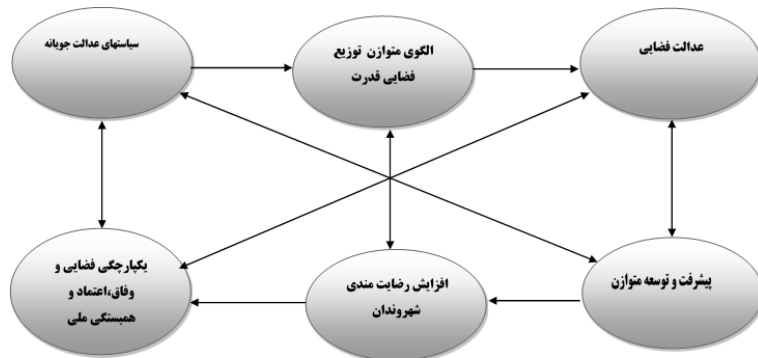 عدالت فضایی
الگوی متوازن توزیع
فضایی قدرت
سیاستهای عدالت جویانه
پیشرفت و توسعه متوازن
افزایش رضایت مندی
شهروندان
یکپارچگی فضایی و
وفاق،اعتماد و
همبستگی ملی